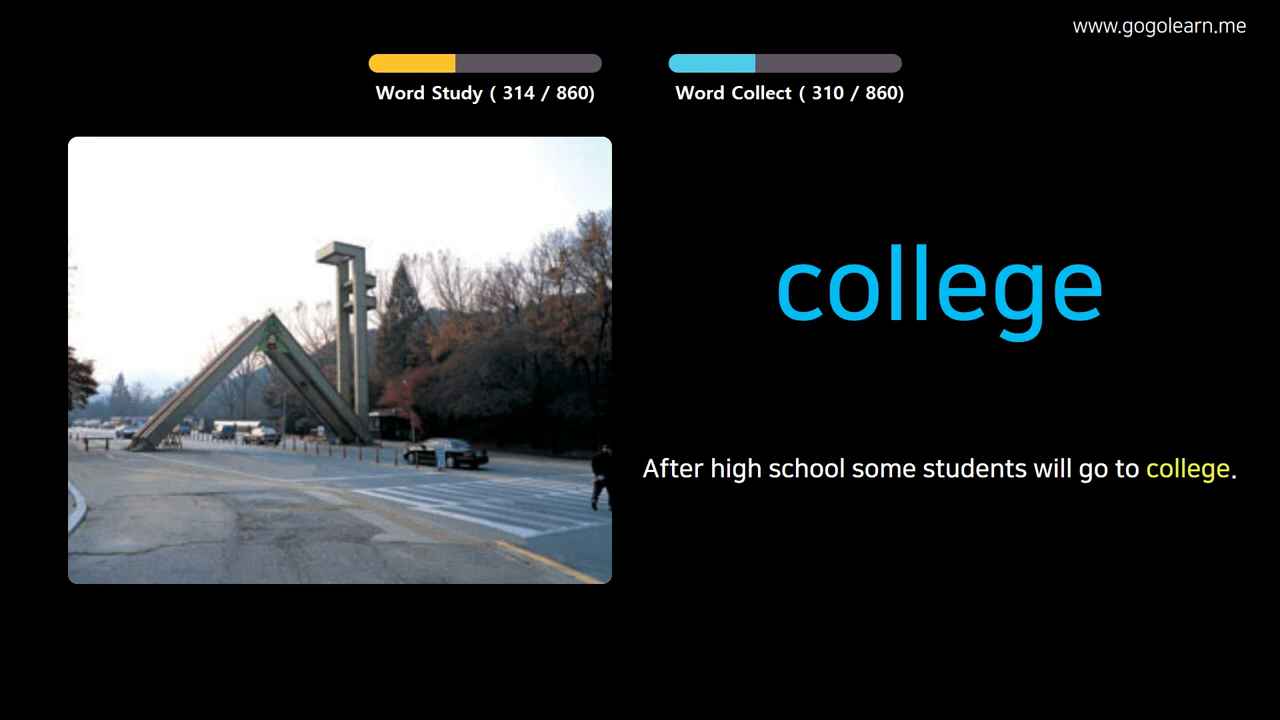 www.gogolearn.me
Word Study ( 314 / 860)
Word Collect ( 310 / 860)
college
After high school some students will go to college.